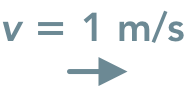 v = 1 m/s